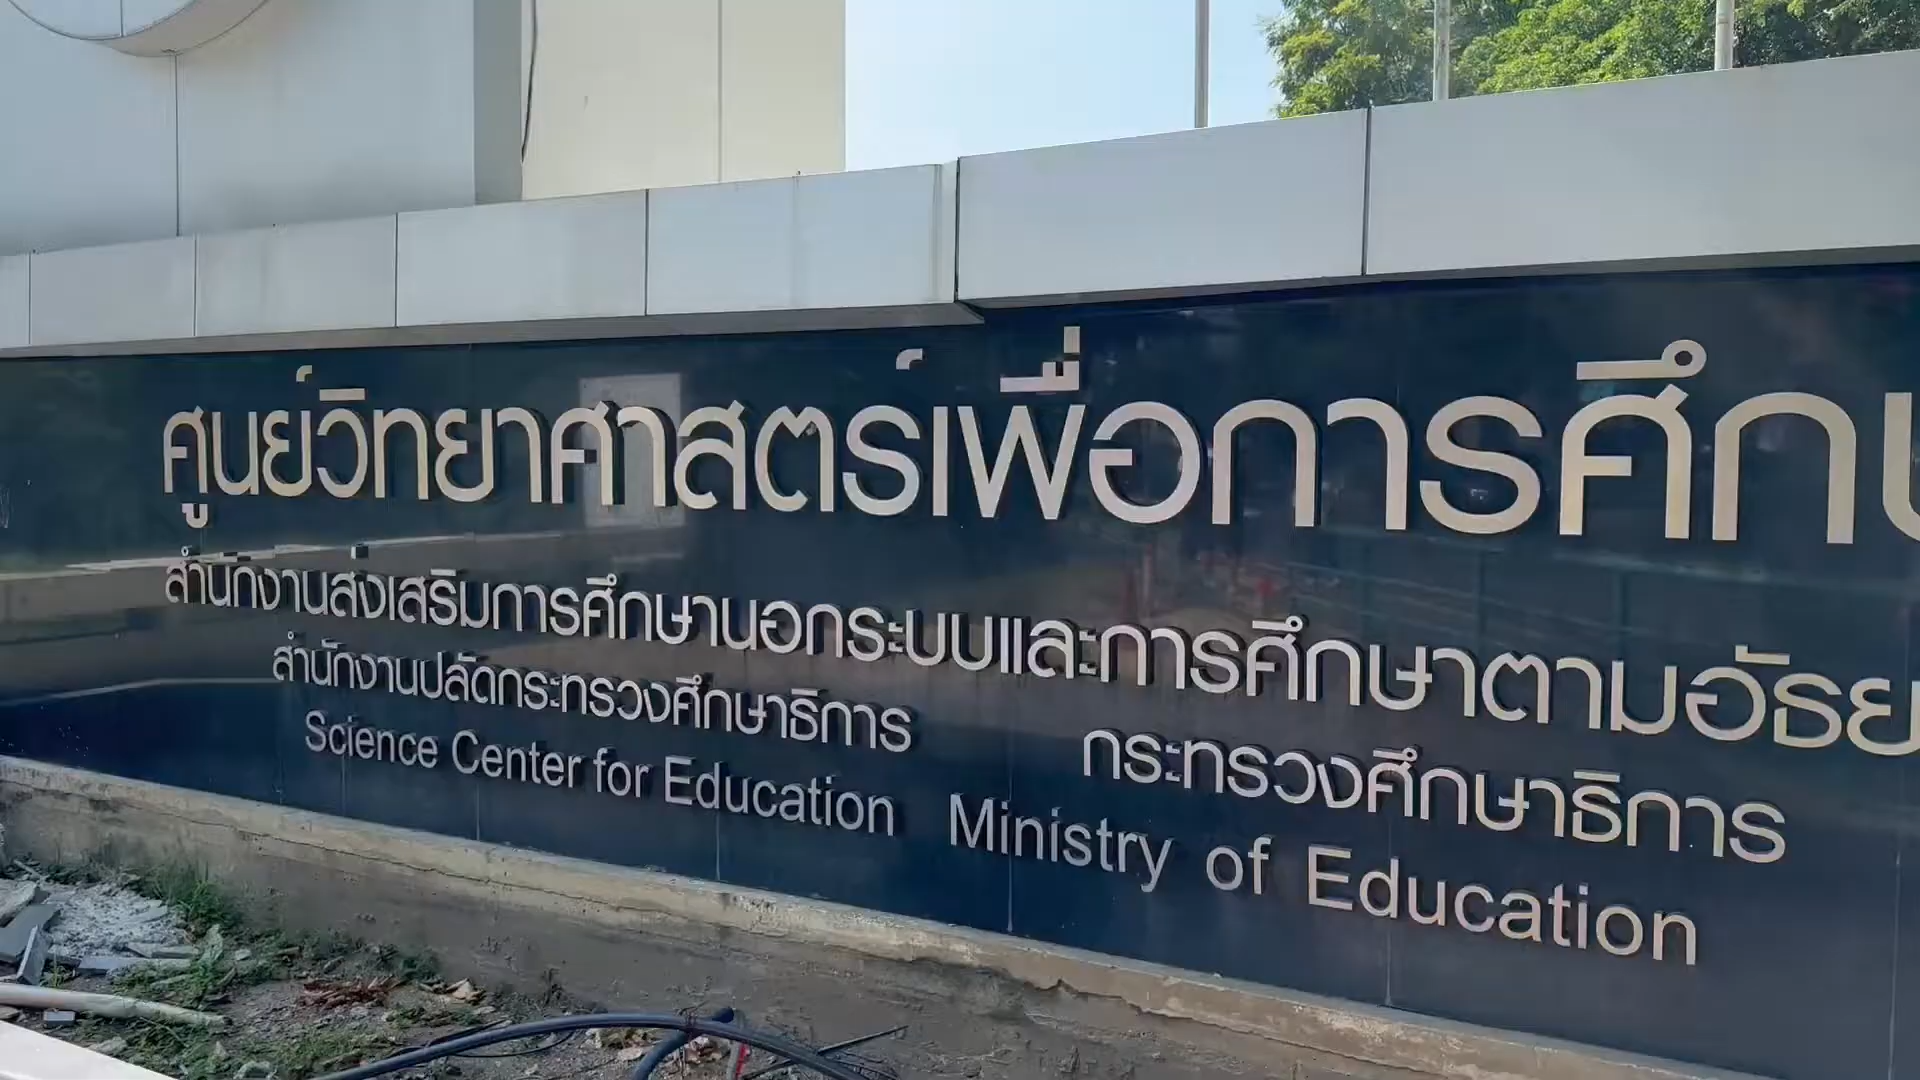 ศูนย์วิทยาศาสตร์เพื่อการศึก
สำนักงานส่งเสริมการศึกษานอกระบบและการศึกษาตามอัธย
สำนักงานปลัดกระทรวงศึกษาธิการ กระทรวงศึกษาธิการ
Science Center for Education Ministry of Education